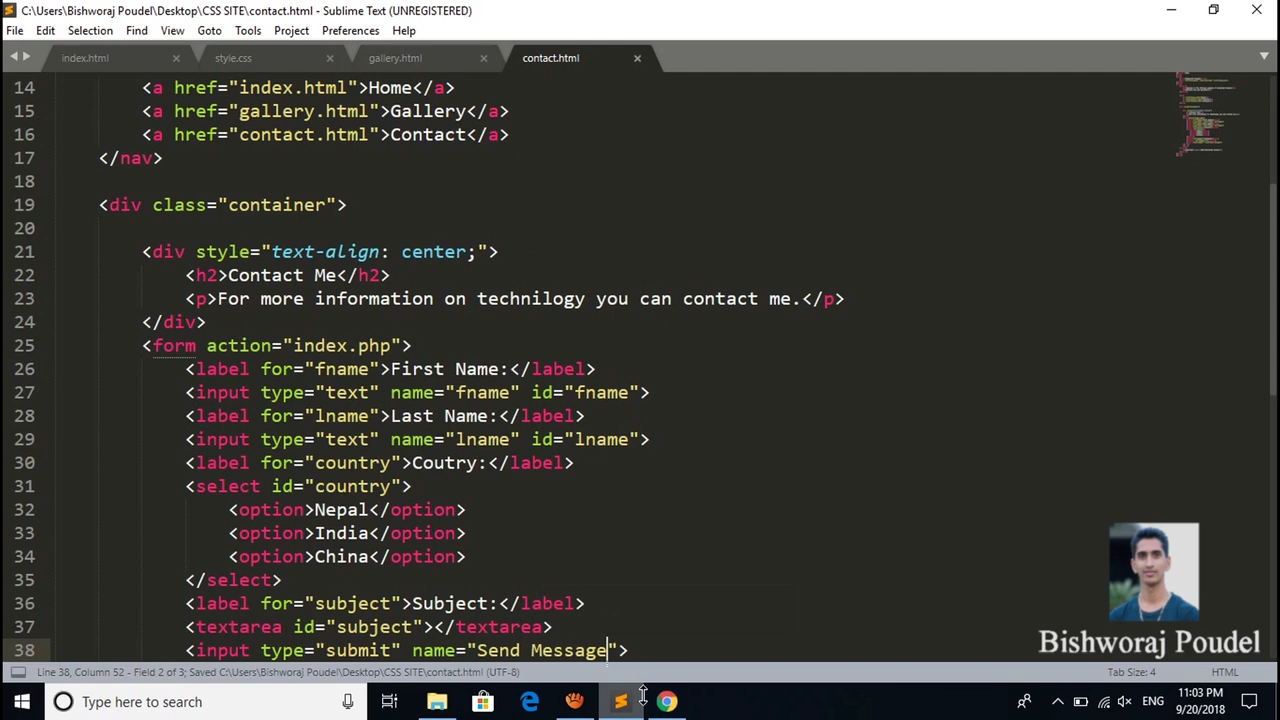 C:\Users\Bishworaj Poudel\Desktop\CSS SITE\contact.html - Sublime Text (UNREGISTERED)
File Edit Selection Find View Goto Tools Project Preferences Help
index.html style.css gallery.html contact.html
14 <a href="index.html">Home</a>
15 <a href="gallery.html">Gallery</a>
16 <a href="contact.html">Contact</a>
17 </nav>
18
19 <div class="container">
20
21 <div style="text-align: center;">
22 <h2>Contact Me</h2>
23 <p>For more information on technilogy you can contact me.</p>
24 </div>
25 <form action="index.php">
26 <label for="fname">First Name:</label>
27 <input type="text" name="fname" id="fname">
28 <label for="lname">Last Name:</label>
29 <input type="text" name="lname" id="lname">
30 <label for="country">Coutry:</label>
31 <select id="country">
32 <option>Nepal</option>
33 <option>India</option>
34 <option>China</option>
35 </select>
36 <label for="subject">Subject:</label>
37 <textarea id="subject"></textarea>
38 <input type="submit" name="Send Message">
Bishworaj Poudel
Line 38, Column 52 - Field 2 of 3; Saved C:\Users\Bishworaj Poudel\Desktop\CSS SITE\contact.html (UTF-8) Tab Size: 4 HTML
Type here to search ENG 11:03 PM
9/20/2018